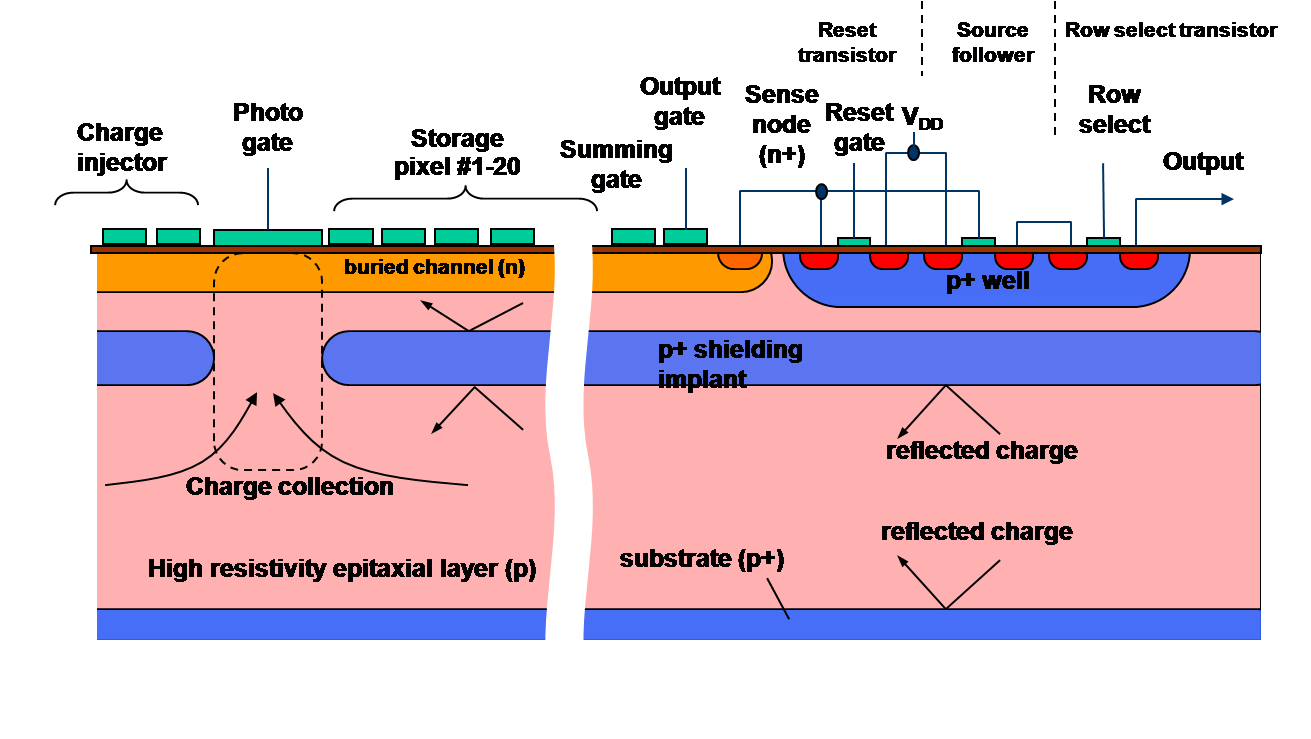 Reset
transistor
Source
follower
Row select transistor
Charge
injector
Photo
gate
Storage
pixel #1-20
Summing
gate
Output
gate
Sense
node
(n+)
Reset
gate
VDD
Row
select
Output
buried channel (n)
p+ well
p+ shielding
implant
reflected charge
Charge collection
reflected charge
substrate (p+)
High resistivity epitaxial layer (p)